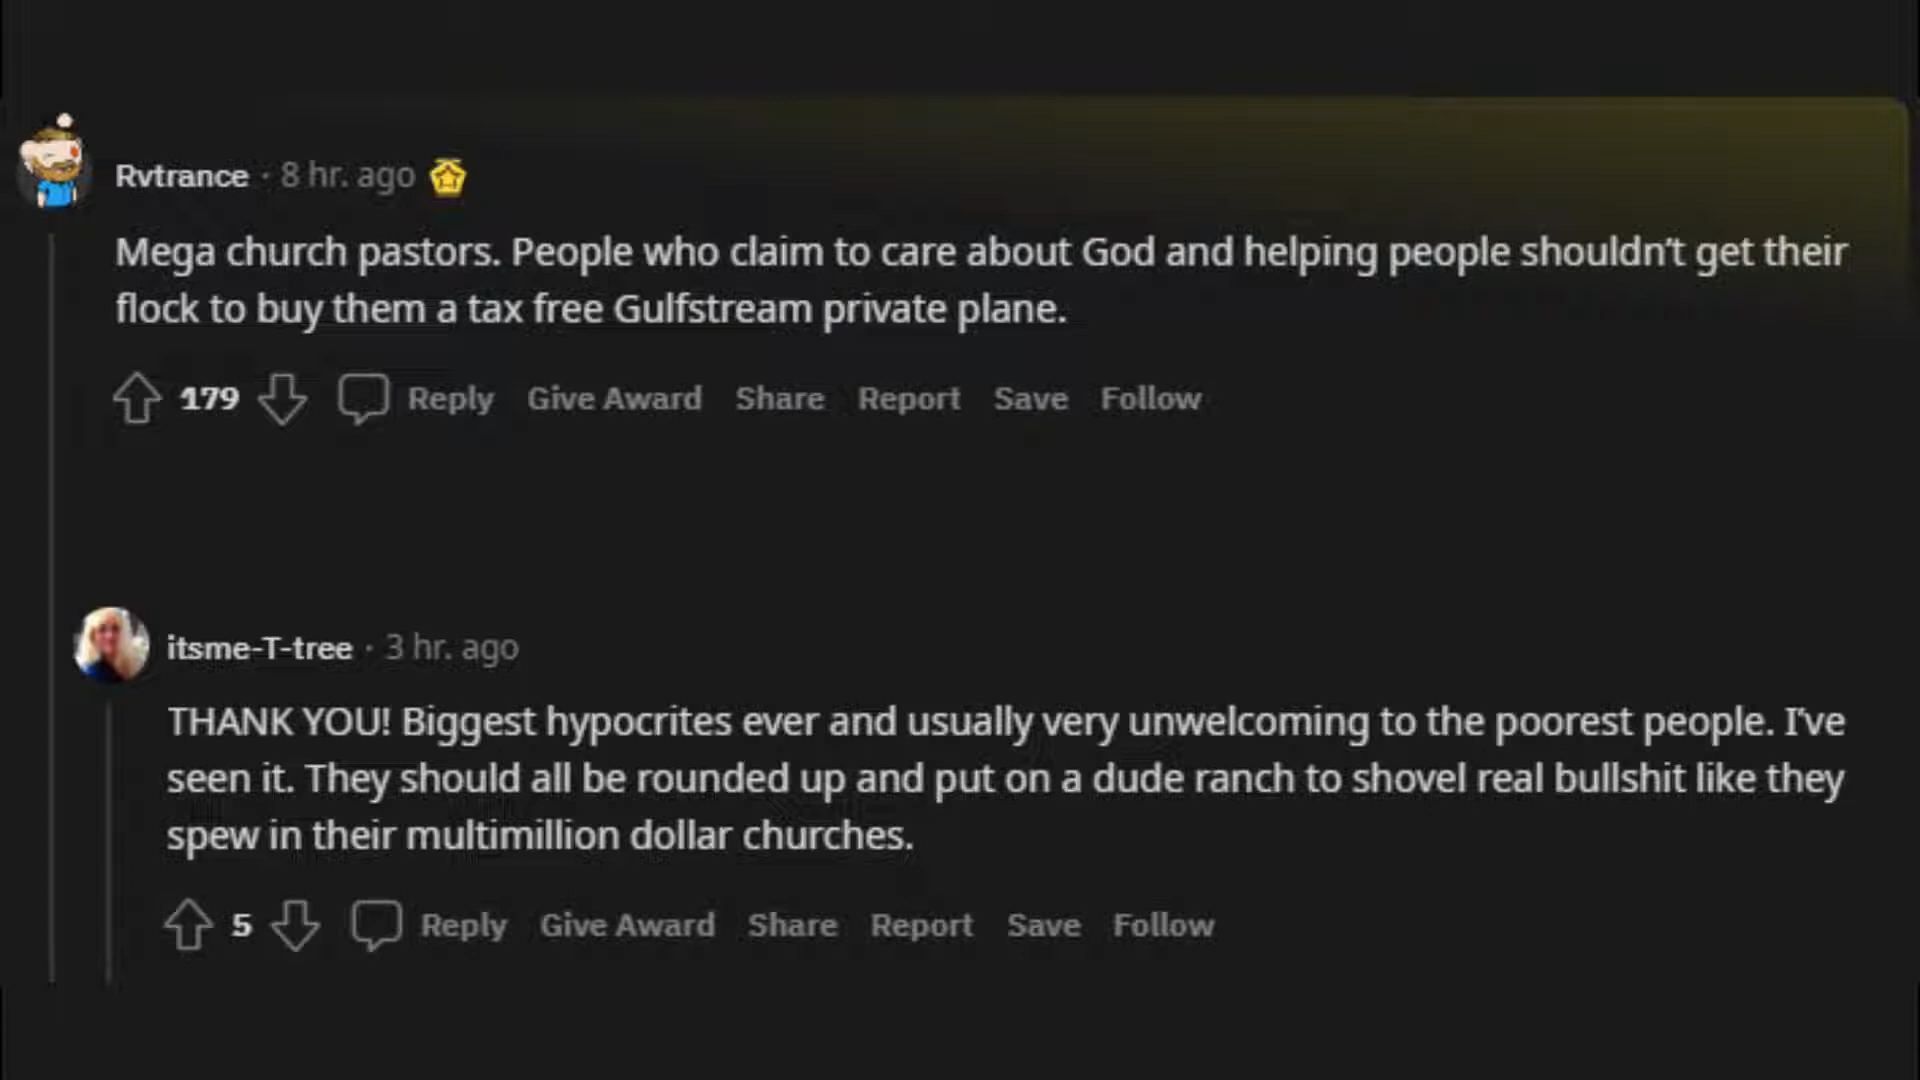 Rvtrance · 8 hr. ago
Mega church pastors. People who claim to care about God and helping people shouldn't get their
flock to buy them a tax free Gulfstream private plane.
179 Reply Give Award Share Report Save Follow
itsme-T-tree · 3 hr. ago
THANK YOU! Biggest hypocrites ever and usually very unwelcoming to the poorest people. I've
seen it. They should all be rounded up and put on a dude ranch to shovel real bullshit like they
spew in their multimillion dollar churches.
5 Reply Give Award Share Report Save Follow